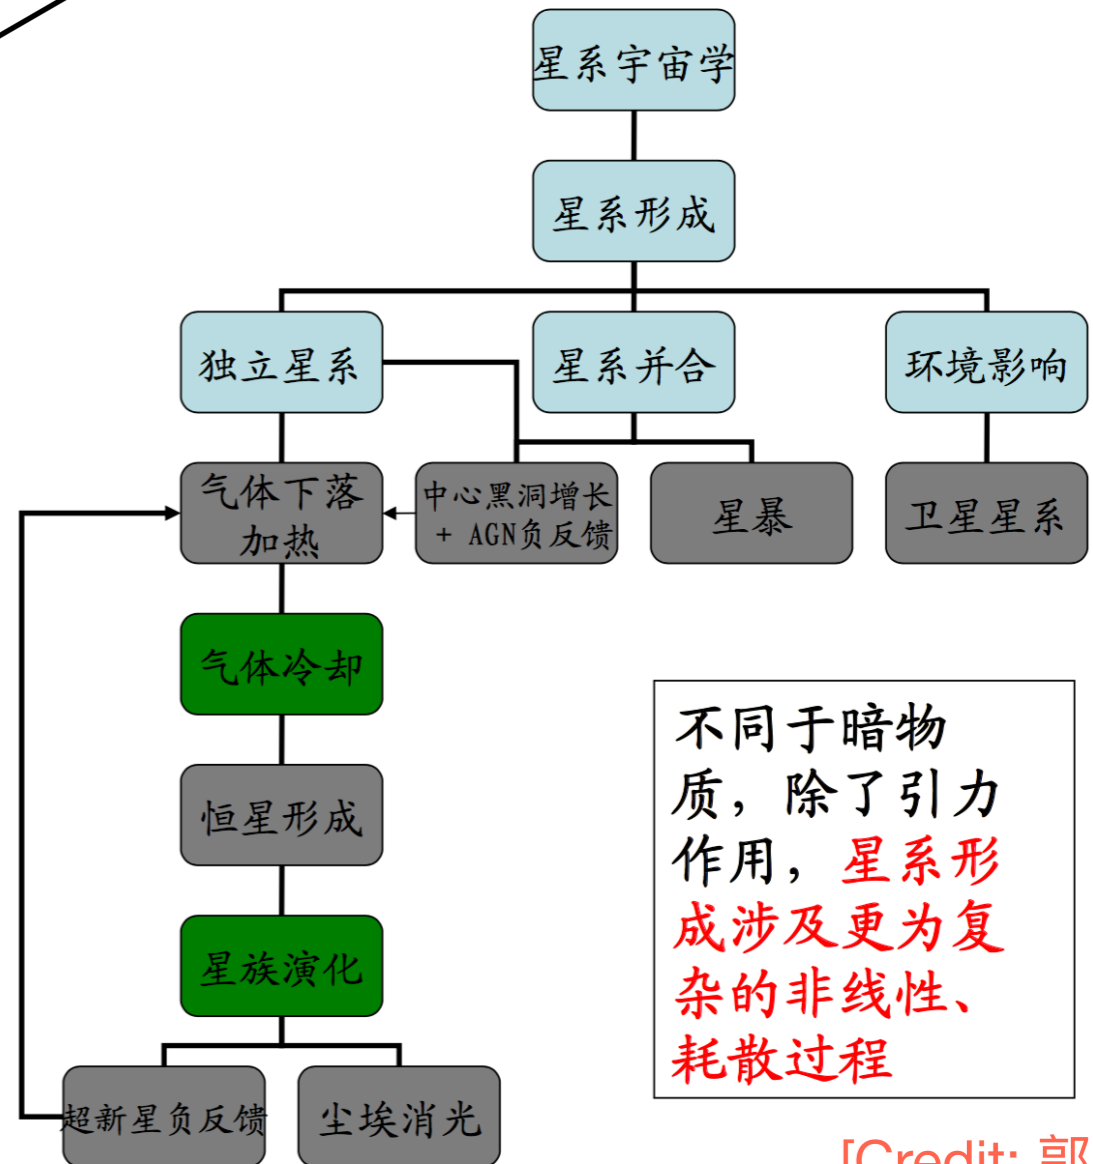 星系宇宙学
星系形成
独立星系
星系并合
环境影响
气体下落
加热
中心黑洞增长
+ AGN负反馈
星暴
卫星星系
气体冷却
恒星形成
星族演化
超新星负反馈
尘埃消光
不同于暗物
质，除了引力
作用，星系形
成涉及更为复
杂的非线性、
耗散过程
[Credit: 郭